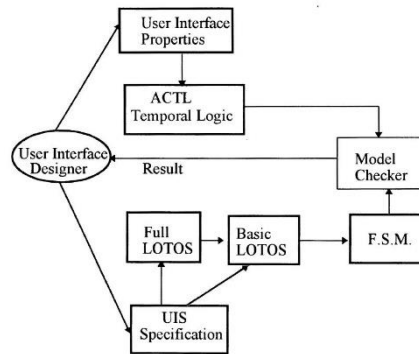 User Interface
Properties
ACTL
Temporal Logic
User Interface
Designer
Result
Model
Checker
Full
LOTOS
Basic
LOTOS
F.S.M.
UIS
Specification